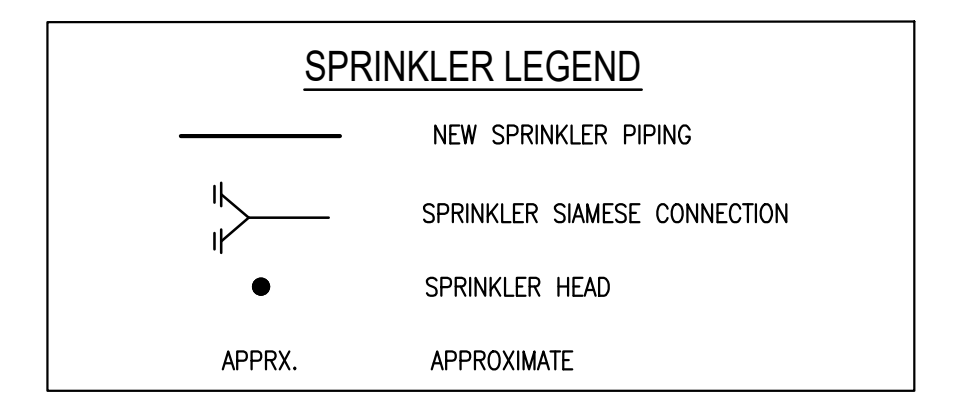 SPRINKLER LEGEND
NEW SPRINKLER PIPING
SPRINKLER SIAMESE CONNECTION
SPRINKLER HEAD
APPRX. APPROXIMATE